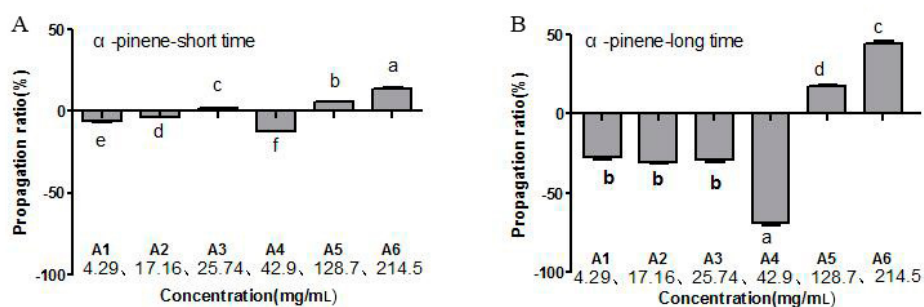 A
α -pinene-short time
Propagation ratio(%)
50
0
-50
-100
a
b
c
d
e
f
A1 A2 A3 A4 A5 A6
4.29、17.16、25.74、42.9、128.7、214.5
Concentration(mg/mL)
B
α -pinene-long time
Propagation ratio(%)
50
0
-50
-100
c
d
b b b
a
A1 A2 A3 A4 A5 A6
4.29、17.16、25.74、42.9、128.7、214.5
Concentration(mg/mL)